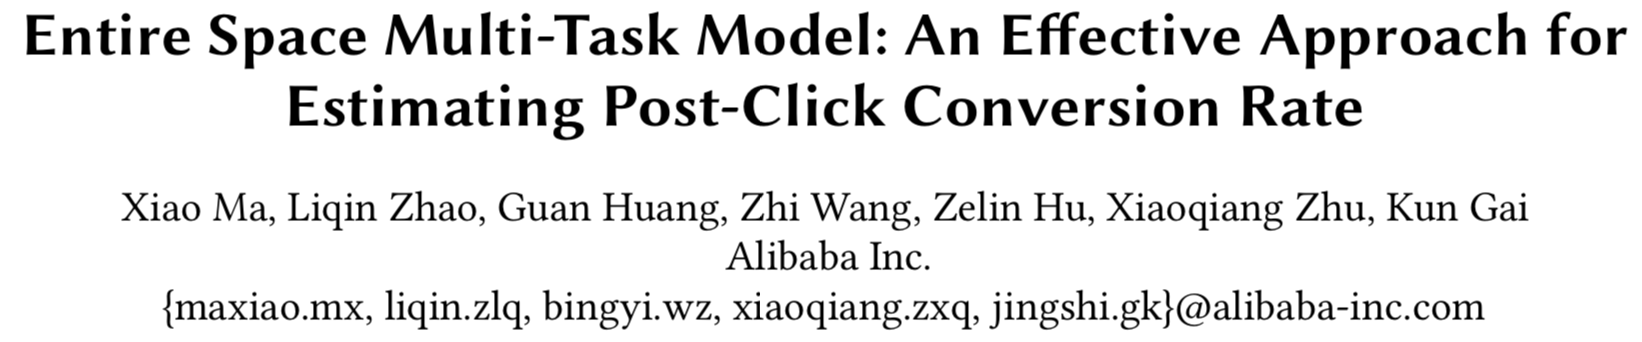 Entire Space Multi-Task Model: An Effective Approach for
Estimating Post-Click Conversion Rate
Xiao Ma, Liqin Zhao, Guan Huang, Zhi Wang, Zelin Hu, Xiaoqiang Zhu, Kun Gai
Alibaba Inc.
{maxiao.mx, liqin.zlq, bingyi.wz, xiaoqiang.zxq, jingshi.gk}@alibaba-inc.com